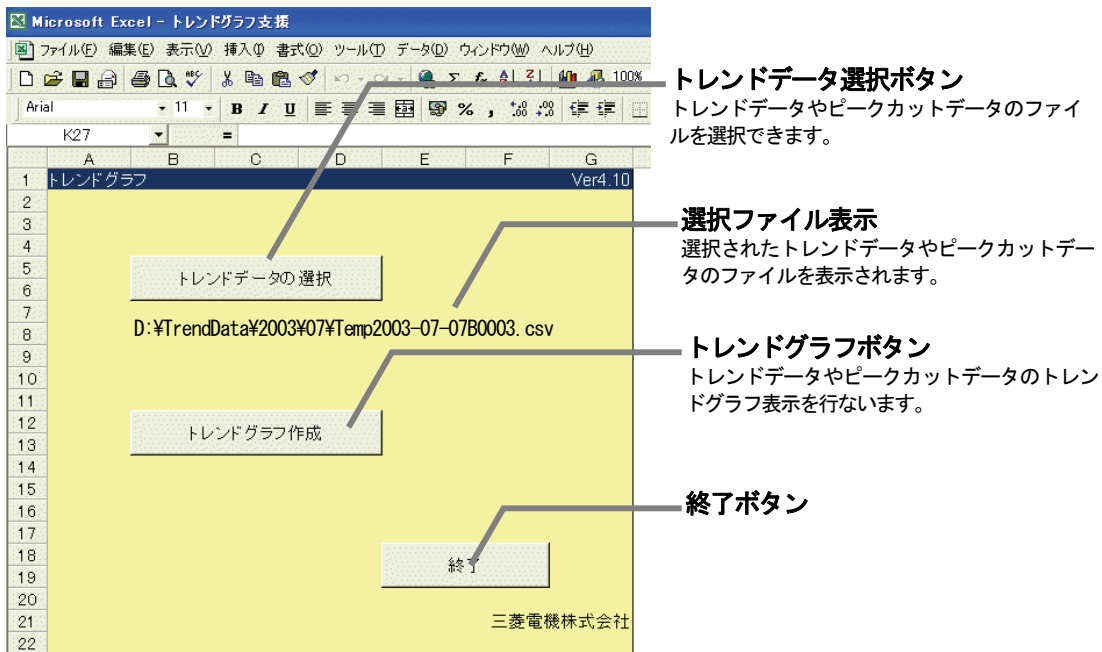 Microsoft Excel - トレンドグラフ支援
ファイル(F) 編集(E) 表示(V) 挿入(I) 書式(O) ツール(T) データ(D) ウィンドウ(W) ヘルプ(H)
100%
Arial 11 B I U % ,
K27 =
A B C D E F G
1 トレンドグラフ Ver4.10
2
3
4
5
6
トレンドデータの選択
7
8
D:¥TrendData¥2003¥07¥Temp2003-07-07B0003.csv
9
10
11
12
13
トレンドグラフ作成
14
15
16
17
18
19
終了
20
21 三菱電機株式会社
22
トレンドデータ選択ボタン
トレンドデータやピークカットデータのファイ
ルを選択できます。
選択ファイル表示
選択されたトレンドデータやピークカットデー
タのファイルを表示されます。
トレンドグラフボタン
トレンドデータやピークカットデータのトレン
ドグラフ表示を行ないます。
終了ボタン